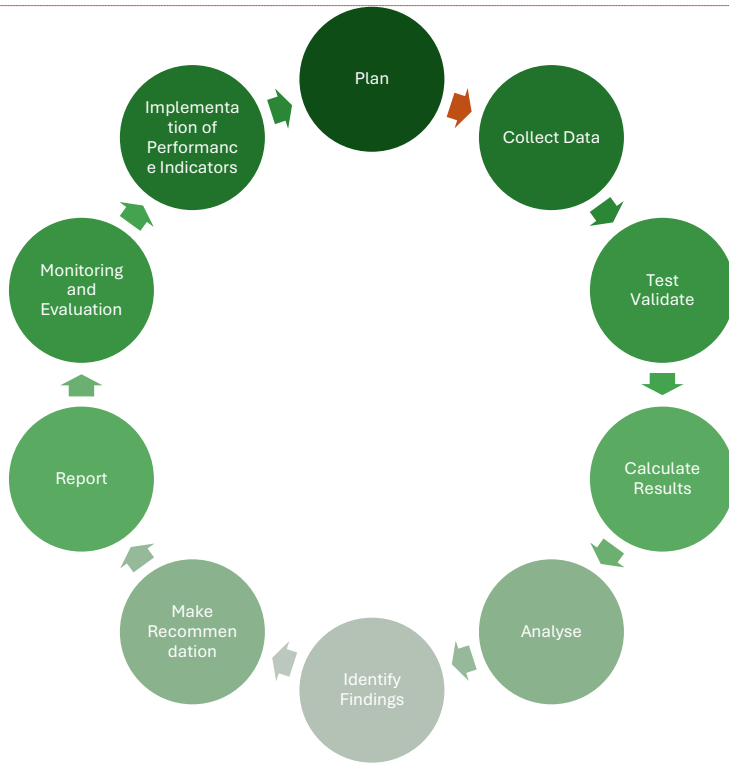 Plan
Collect Data
Test
Validate
Calculate
Results
Analyse
Identify
Findings
Make
Recommen
dation
Report
Monitoring
and
Evaluation
Implementa
tion of
Performanc
e Indicators